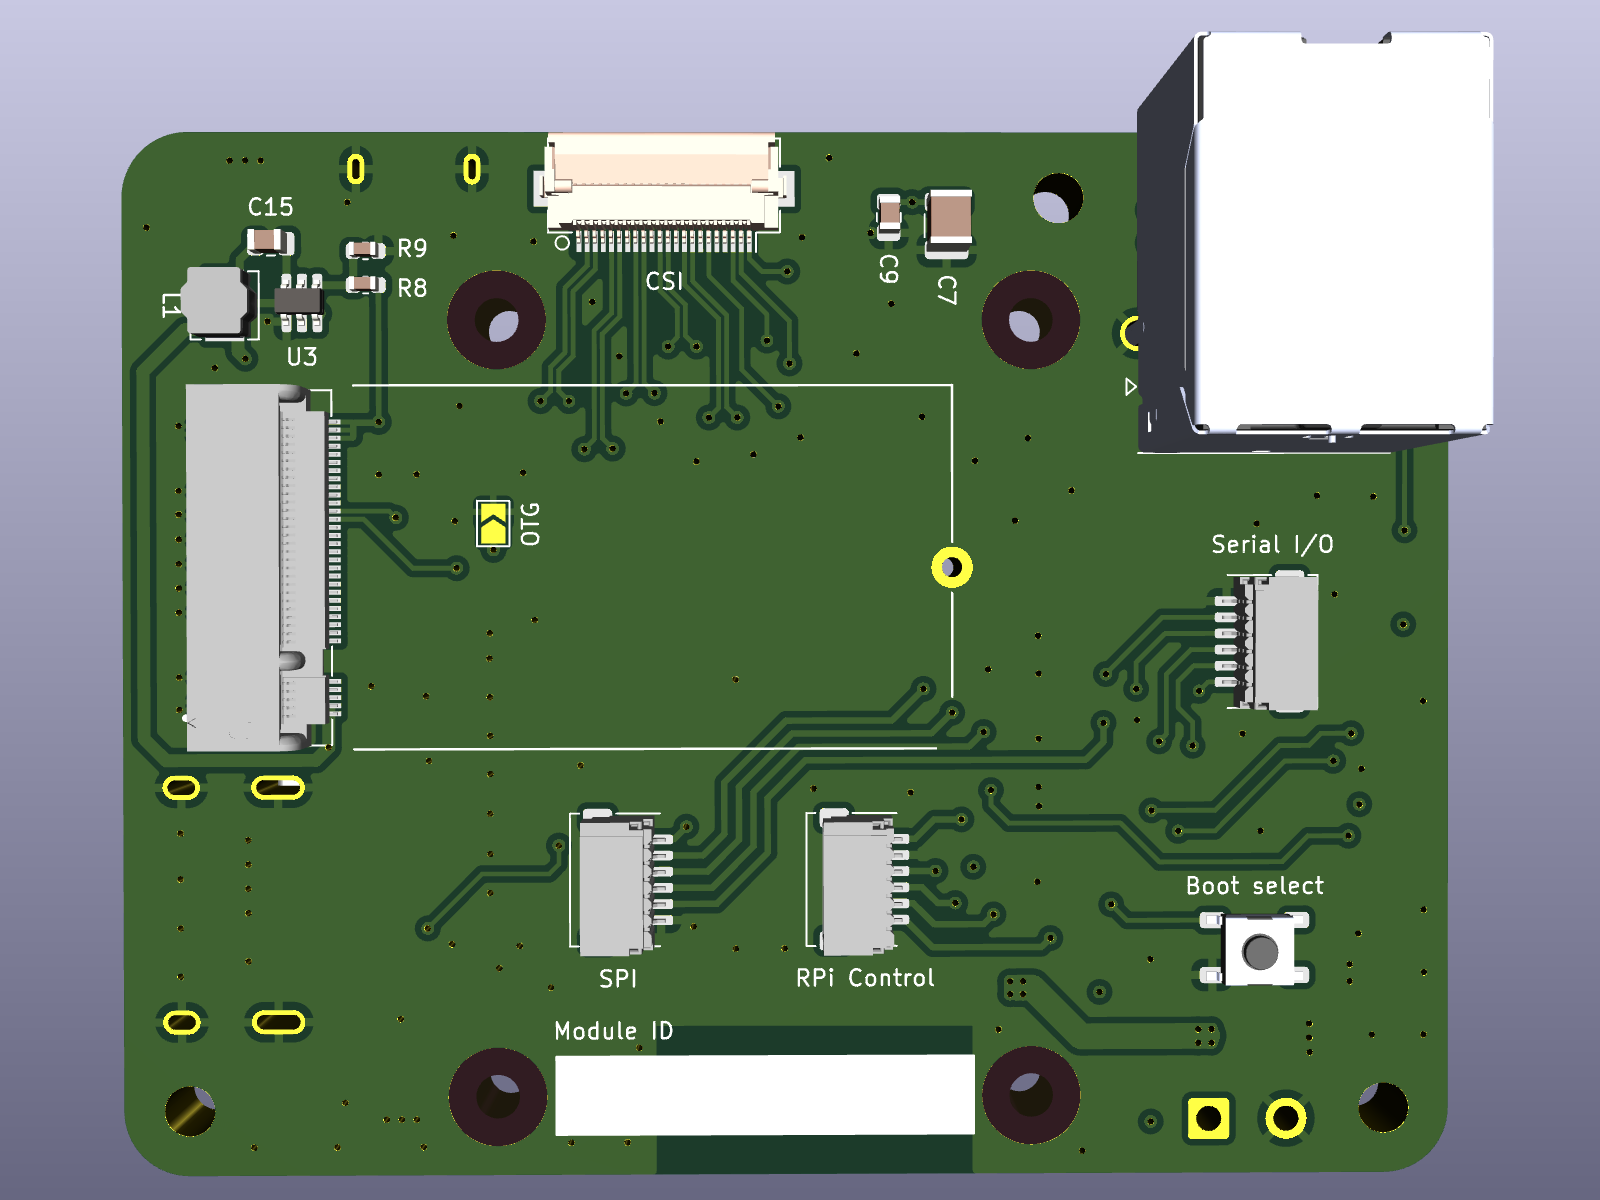 C15
R9
R8
L1
U3
CSI
C9
C7
OTG
Serial I/O
Boot select
SPI
RPi Control
Module ID